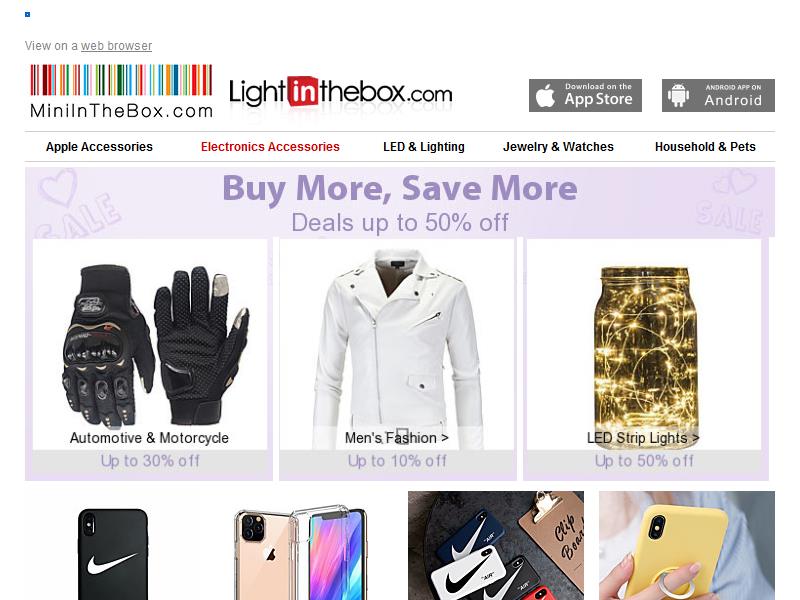 View on a web browser
MiniInTheBox.com
Lightinthebox.com
Download on the
App Store
ANDROID APP ON
Android
Apple Accessories
Electronics Accessories
LED & Lighting
Jewelry & Watches
Household & Pets
SALE
SALE
Buy More, Save More
Deals up to 50% off
Automotive & Motorcycle
Men's Fashion >
LED Strip Lights >
Up to 30% off
Up to 10% off
Up to 50% off
"AIR"
"AIR"
"AIR"
Clip
Board